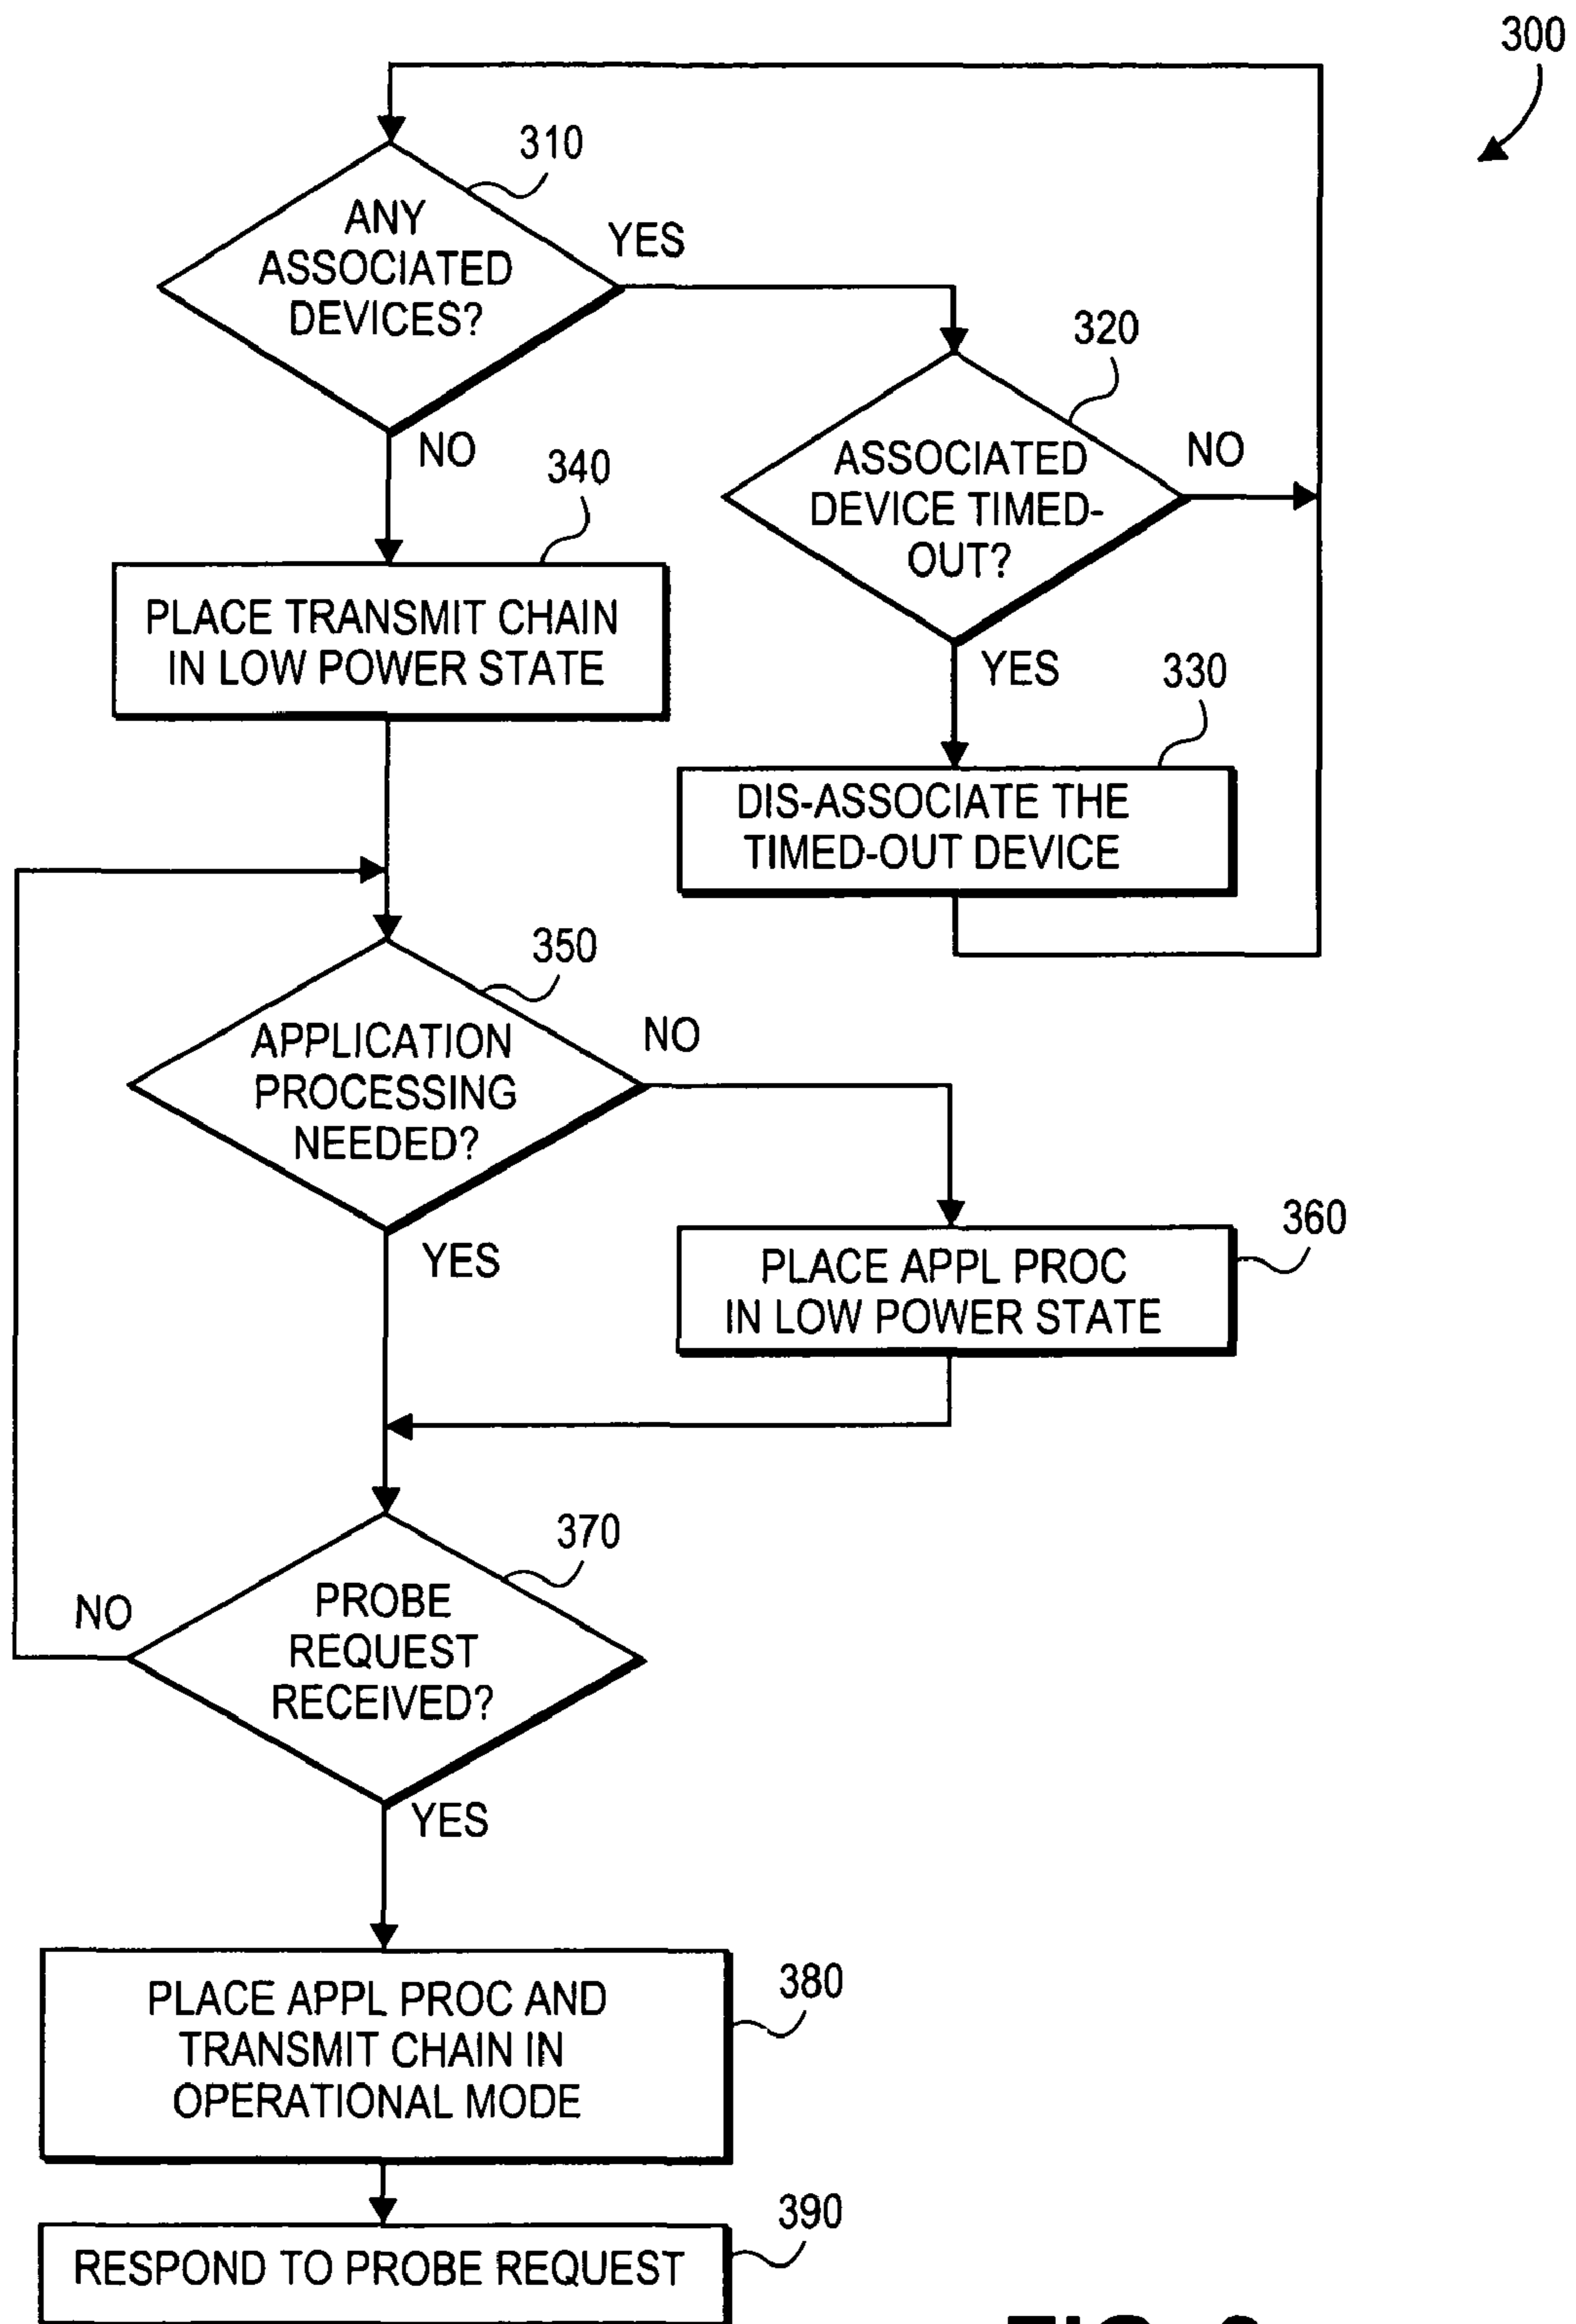 300
310
ANY
ASSOCIATED
DEVICES?
YES
NO
320
ASSOCIATED
DEVICE TIMED-
OUT?
NO
YES
340
PLACE TRANSMIT CHAIN
IN LOW POWER STATE
330
DIS-ASSOCIATE THE
TIMED-OUT DEVICE
350
APPLICATION
PROCESSING
NEEDED?
NO
YES
360
PLACE APPL PROC
IN LOW POWER STATE
370
PROBE
REQUEST
RECEIVED?
NO
YES
380
PLACE APPL PROC AND
TRANSMIT CHAIN IN
OPERATIONAL MODE
390
RESPOND TO PROBE REQUEST